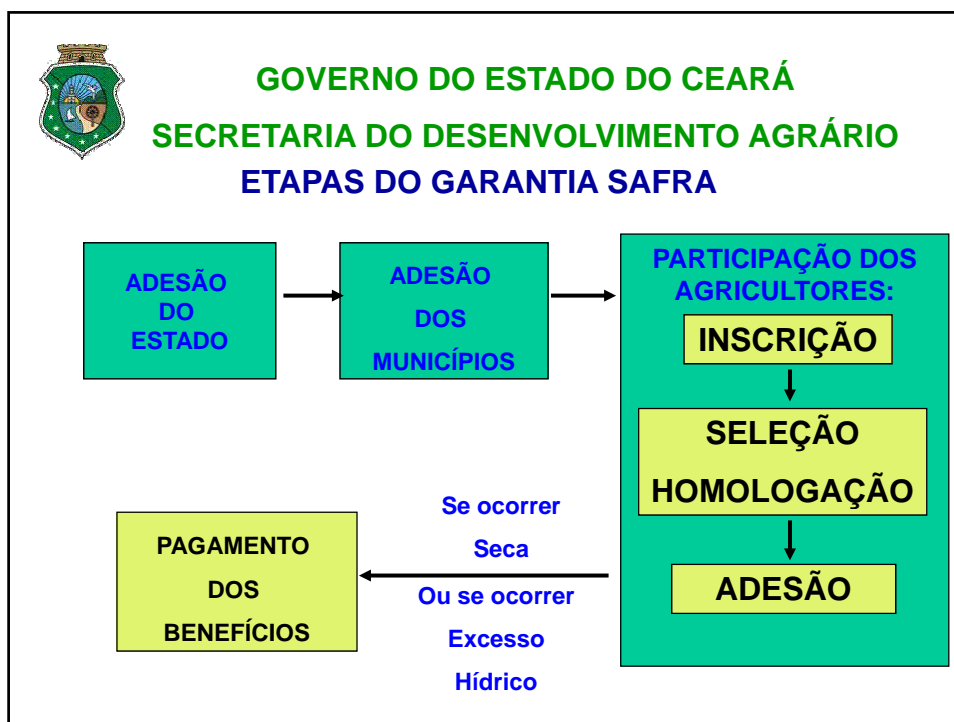 GOVERNO DO ESTADO DO CEARÁ
SECRETARIA DO DESENVOLVIMENTO AGRÁRIO
ETAPAS DO GARANTIA SAFRA
ADESÃO
DO
ESTADO
ADESÃO
DOS
MUNICÍPIOS
PARTICIPAÇÃO DOS
AGRICULTORES:
INSCRIÇÃO
SELEÇÃO
HOMOLOGAÇÃO
ADESÃO
Se ocorrer
Seca
Ou se ocorrer
Excesso
Hídrico
PAGAMENTO
DOS
BENEFÍCIOS